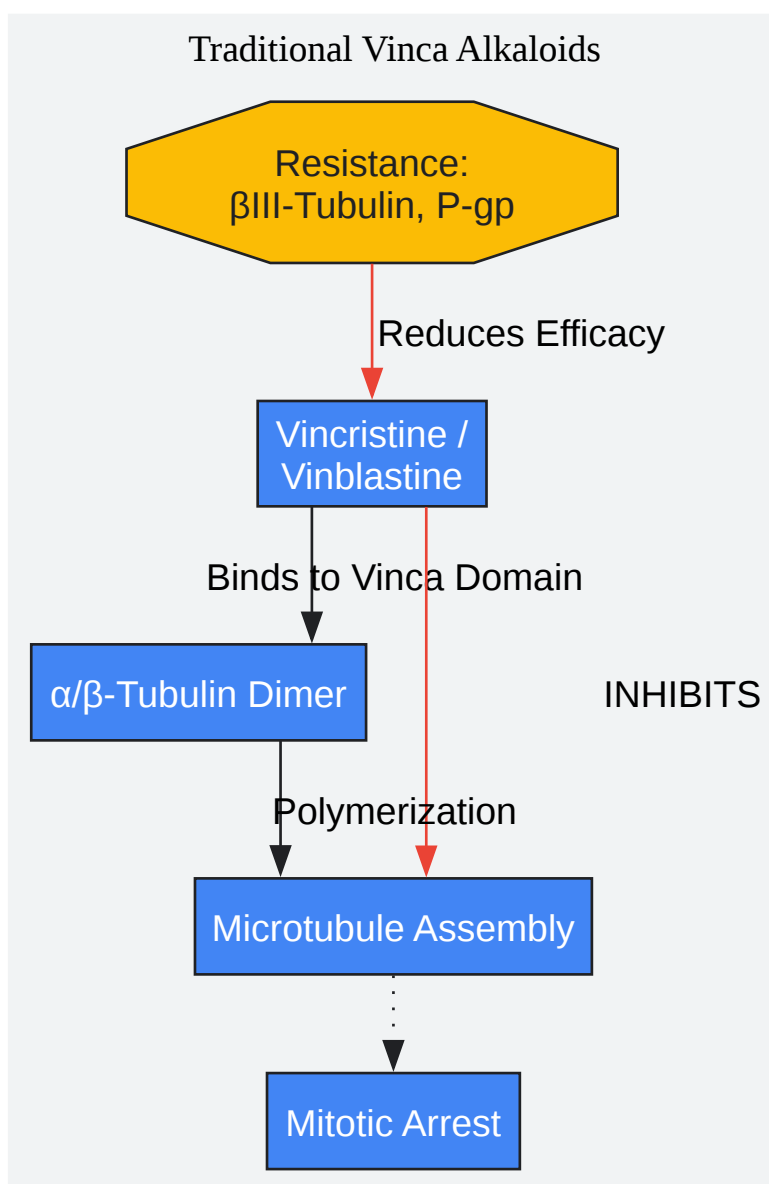 Traditional Vinca Alkaloids
Resistance:
βIII-Tubulin, P-gp
Reduces Efficacy
Vincristine /
Vinblastine
Binds to Vinca Domain
α/β-Tubulin Dimer
INHIBITS
Polymerization
Microtubule Assembly
Mitotic Arrest